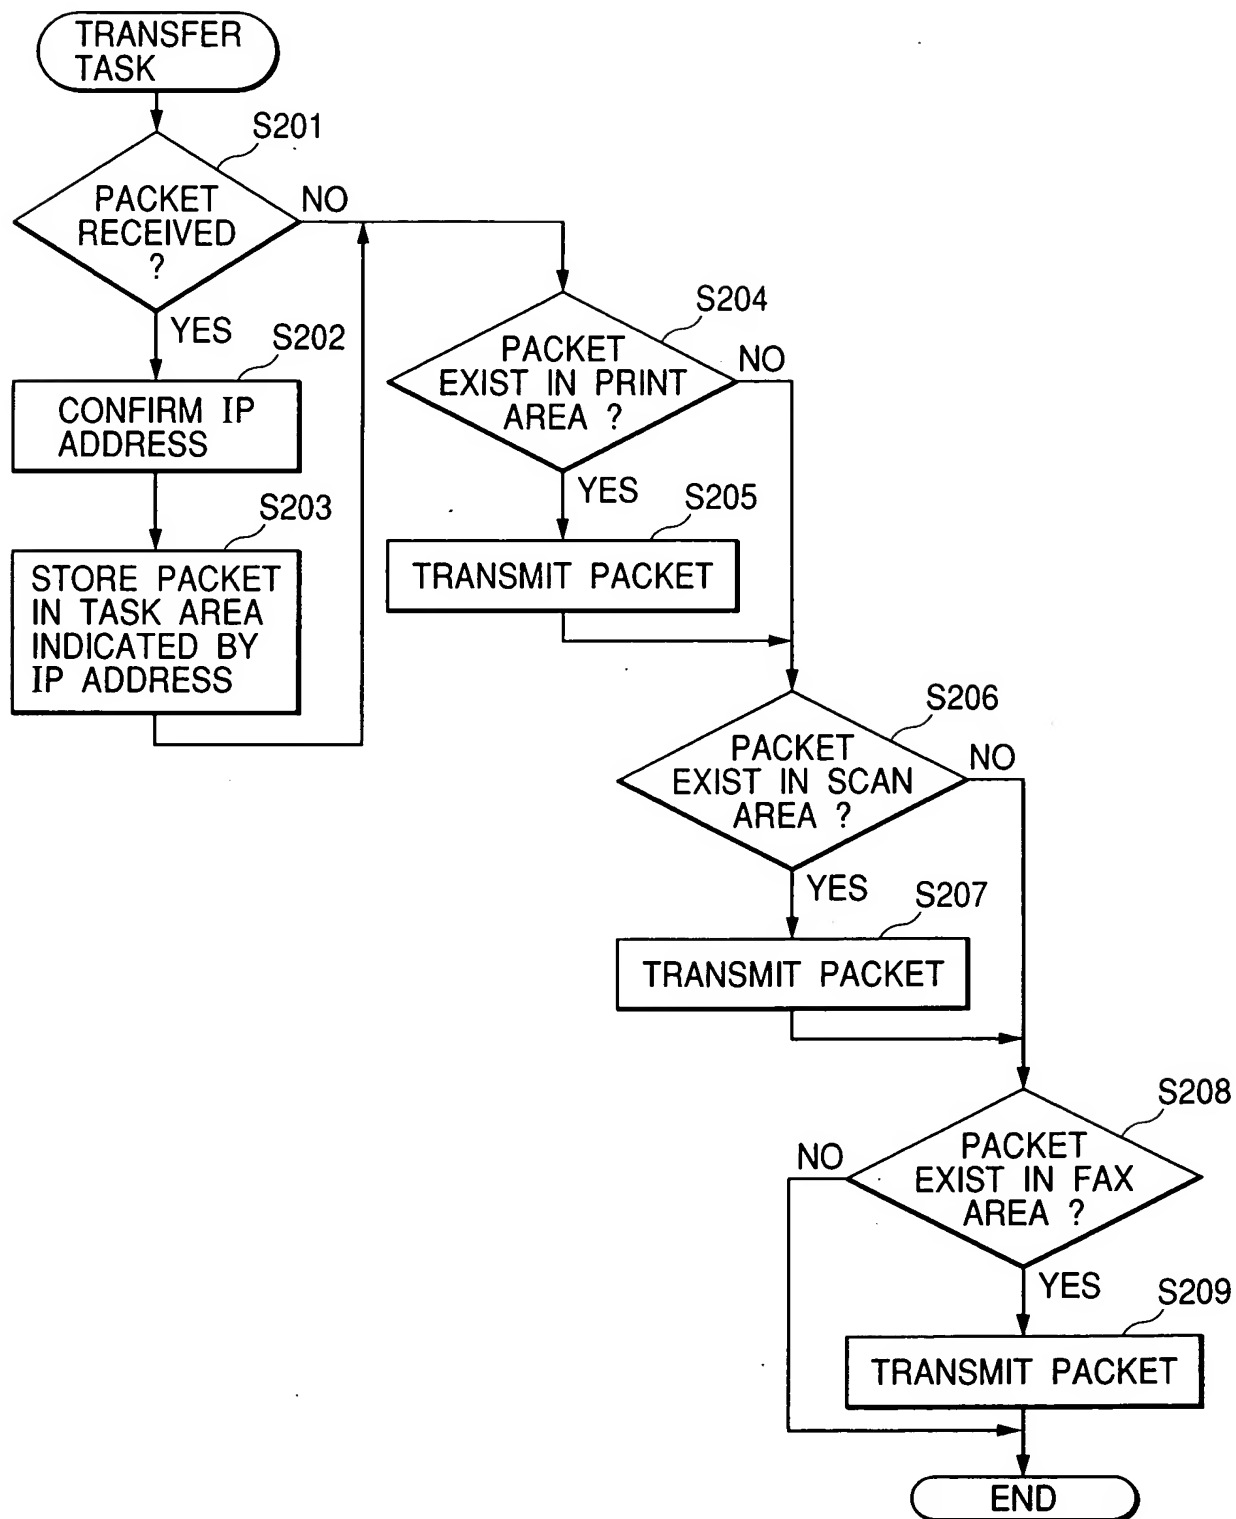 TRANSFER
TASK
S201
PACKET
RECEIVED
?
NO
YES
S202
CONFIRM IP
ADDRESS
S203
STORE PACKET
IN TASK AREA
INDICATED BY
IP ADDRESS
S204
PACKET
EXIST IN PRINT
AREA ?
NO
YES
S205
TRANSMIT PACKET
S206
PACKET
EXIST IN SCAN
AREA ?
NO
YES
S207
TRANSMIT PACKET
S208
PACKET
EXIST IN FAX
AREA ?
NO
YES
S209
TRANSMIT PACKET
END